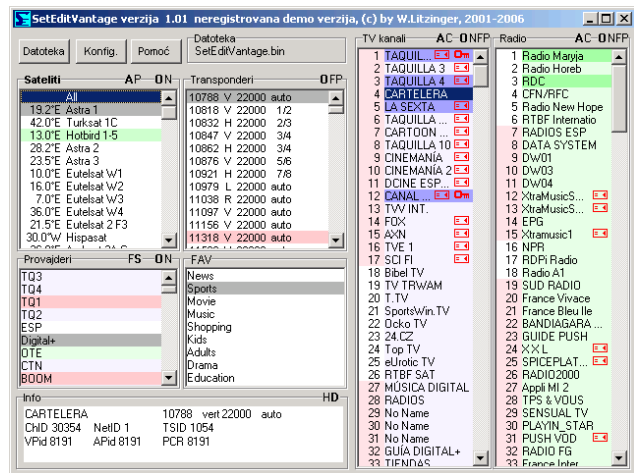 SetEditVantage verzija 1.01 neregistrovana demo verzija, (c) by W.Litzinger, 2001-2006
Datoteka
Konfig.
Pomoć
Datoteka
SetEditVantage.bin
Sateliti AP ON
All
19.2°E Astra 1
42.0°E Turksat 1C
13.0°E Hotbird 1-5
28.2°E Astra 2
23.5°E Astra 3
10.0°E Eutelsat W1
16.0°E Eutelsat W2
7.0°E Eutelsat W3
36.0°E Eutelsat W4
21.5°E Eutelsat 2 F3
30.0°W Hispasat
Transponderi OFP
10788 V 22000 auto
10818 V 22000 1/2
10832 H 22000 2/3
10847 V 22000 3/4
10862 H 22000 3/4
10876 V 22000 5/6
10921 H 22000 7/8
10979 L 22000 auto
11038 R 22000 auto
11097 V 22000 auto
11156 V 22000 auto
11318 V 22000 auto
Provajderi FS ON
TQ3
TQ4
TQ1
TQ2
ESP
Digital+
OTE
CTN
BOOM
FAV
News
Sports
Movie
Music
Shopping
Kids
Adults
Drama
Education
Info HD
CARTELERA 10788 vert 22000 auto
ChID 30354 NetID 1 TSID 1054
VPid 8191 APid 8191 PCR 8191
TV kanali AC-ONFP
1 TAQUIL...
2 TAQUILLA 3
3 TAQUILLA 4
4 CARTELERA
5 LA SEXTA
6 TAQUILLA ...
7 CARTOON ...
8 TAQUILLA 10
9 CINEMANÍA
10 CINEMANÍA 2
11 DCINE ESP...
12 CANAL ...
13 TVV INT.
14 FOX
15 AXN
16 TVE 1
17 SCI FI
18 Bibel TV
19 TV TRWAM
20 T.TV
21 SportsWin.TV
22 Ocko TV
23 24.CZ
24 Top TV
25 eUrotic TV
26 RTBF SAT
27 MÚSICA DIGITAL
28 RADIOS
29 No Name
30 No Name
31 No Name
32 GUÍA DIGITAL+
33 TIENDAS
Radio AC-ONFP
1 Radio Maryja
2 Radio Horeb
3 RDC
4 CFN/RFC
5 Radio New Hope
6 RTBF Internatio
7 RADIOS ESP
8 DATA SYSTEM
9 DW01
10 DW03
11 DW04
12 XtraMusicS...
13 XtraMusicS...
14 EPG
15 Xtramusic1
16 NPR
17 RDPi Radio
18 Radio A1
19 SUD RADIO
20 France Vivace
21 France Bleu Ile
22 BANDIAGARA ...
23 GUIDE PUSH
24 X X L
25 SPICEPLAT...
26 RADIO2000
27 Appli MI 2
28 TPS & VOUS
29 SENSUAL TV
30 PLAYIN_STAR
31 PUSH VOD
32 RADIO FG
33 France Inter